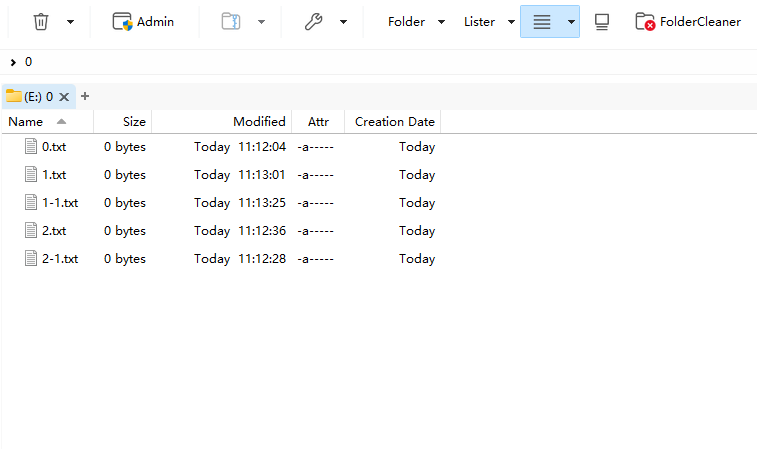 Admin Folder Lister FolderCleaner
0
(E:) 0
Name Size Modified Attr Creation Date
0.txt 0 bytes Today 11:12:04 -a----- Today
1.txt 0 bytes Today 11:13:01 -a----- Today
1-1.txt 0 bytes Today 11:13:25 -a----- Today
2.txt 0 bytes Today 11:12:36 -a----- Today
2-1.txt 0 bytes Today 11:12:28 -a----- Today